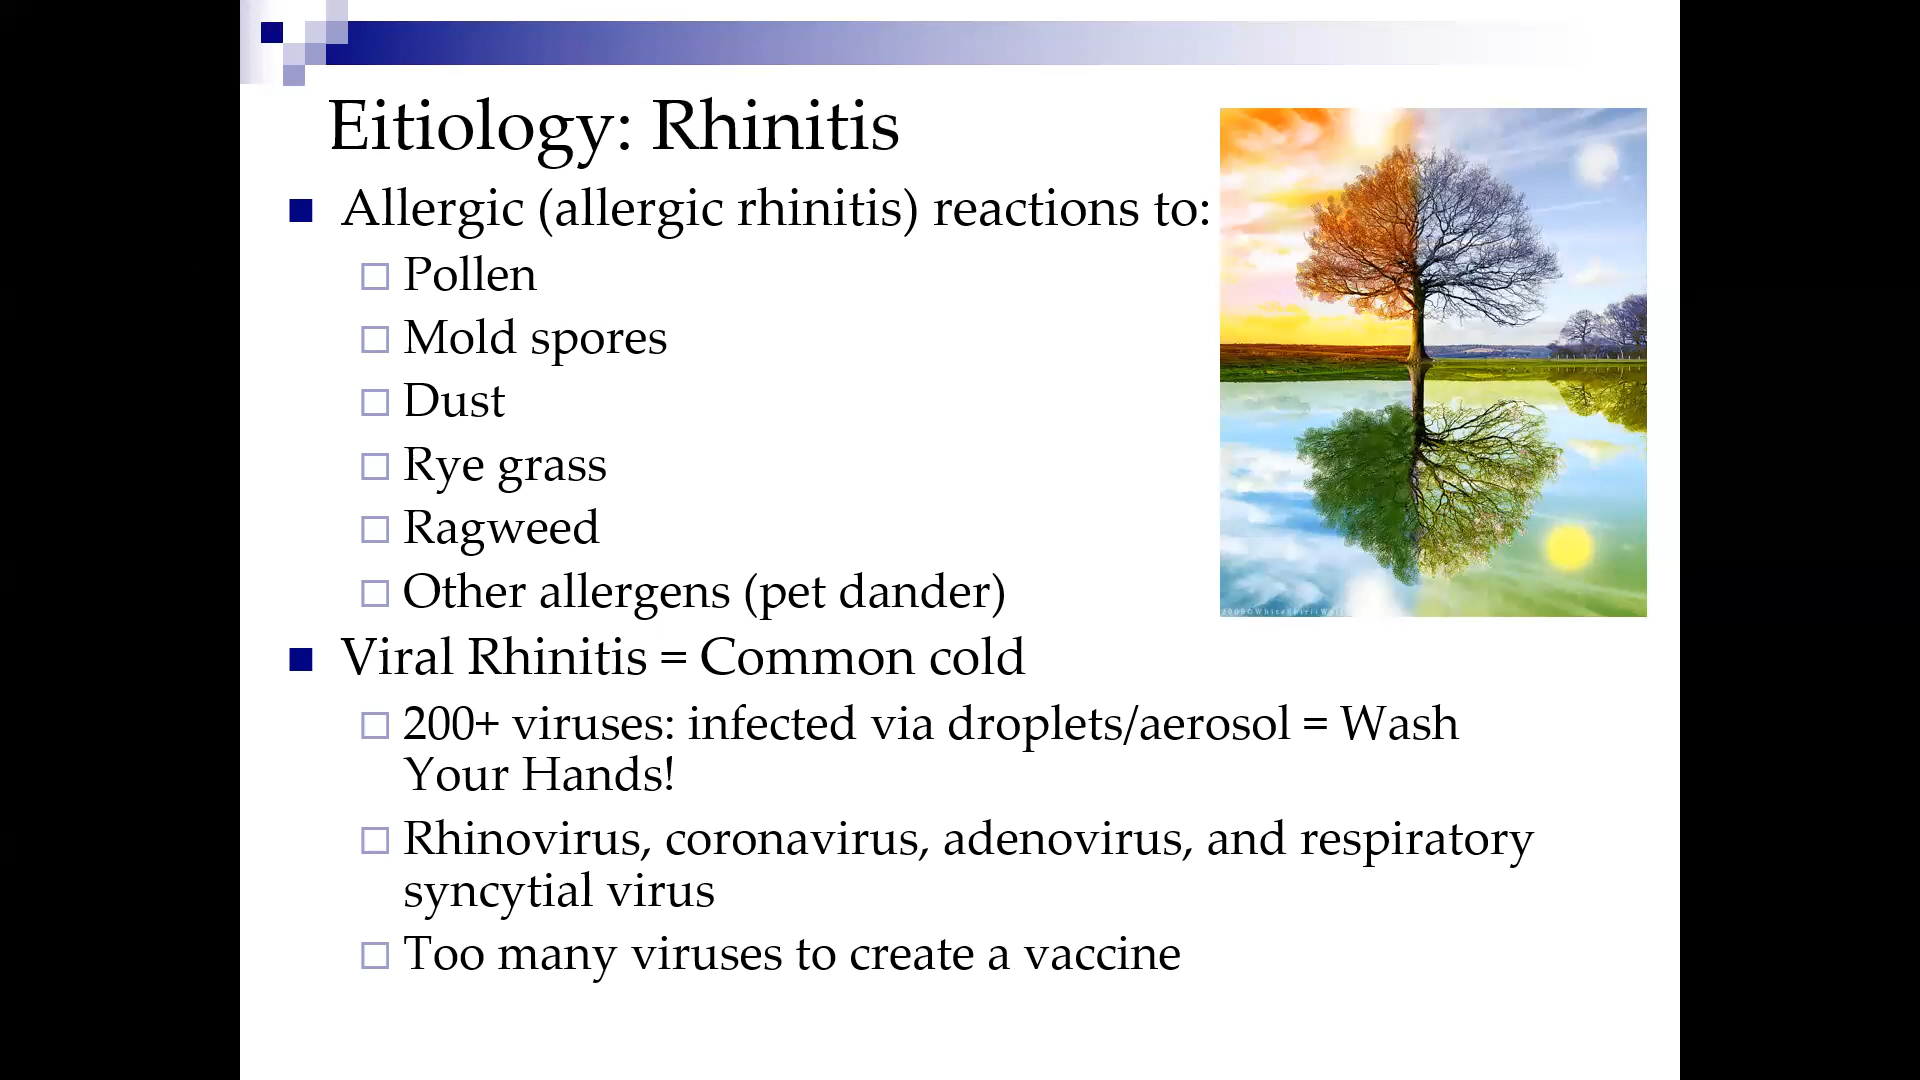 Eitiology: Rhinitis
Allergic (allergic rhinitis) reactions to:
Pollen
Mold spores
Dust
Rye grass
Ragweed
Other allergens (pet dander)
Viral Rhinitis = Common cold
200+ viruses: infected via droplets/aerosol = Wash
Your Hands!
Rhinovirus, coronavirus, adenovirus, and respiratory
syncytial virus
Too many viruses to create a vaccine